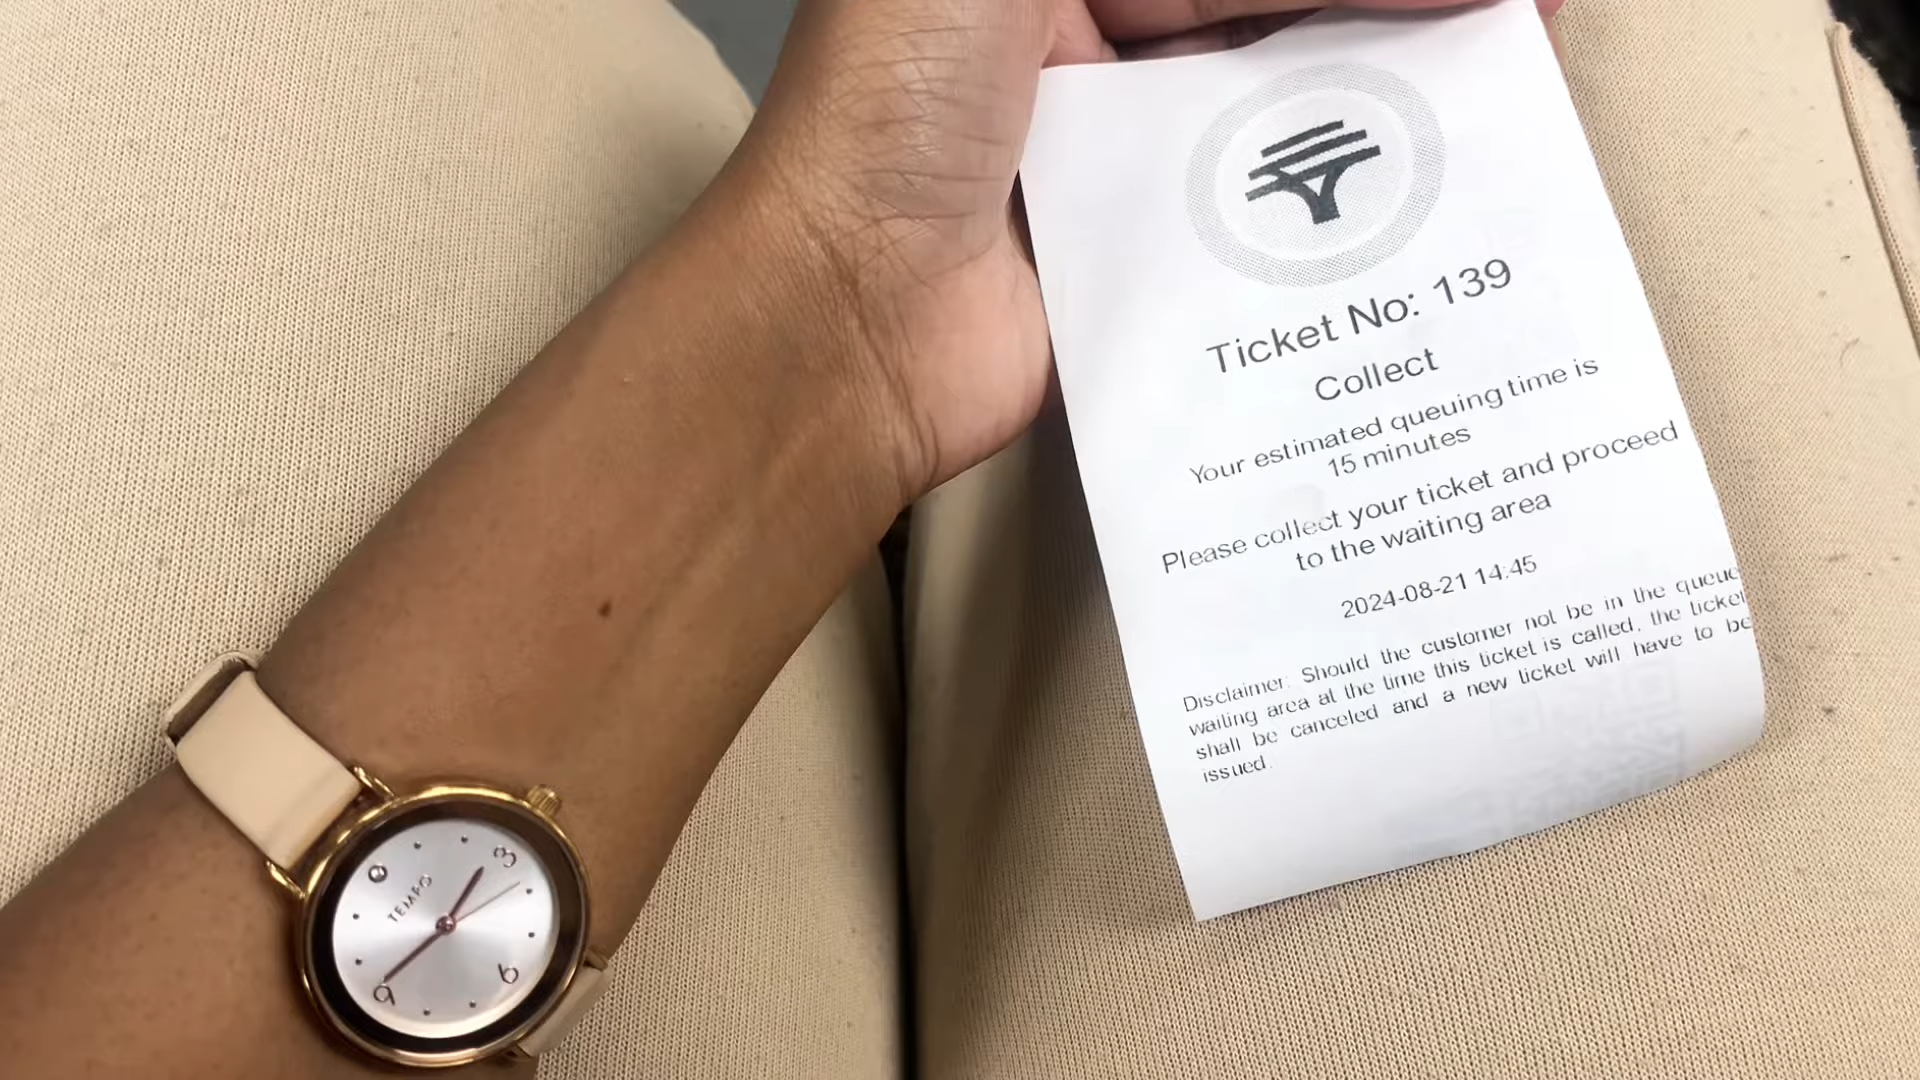 Ticket No: 139
Collect
Your estimated queuing time is
15 minutes
Please collect your ticket and proceed
to the waiting area
2024-08-21 14:45
Disclaimer: Should the customer not be in the queue
waiting area at the time this ticket is called, the ticket
shall be canceled and a new ticket will have to be
issued.
TEMPO
3
6
9